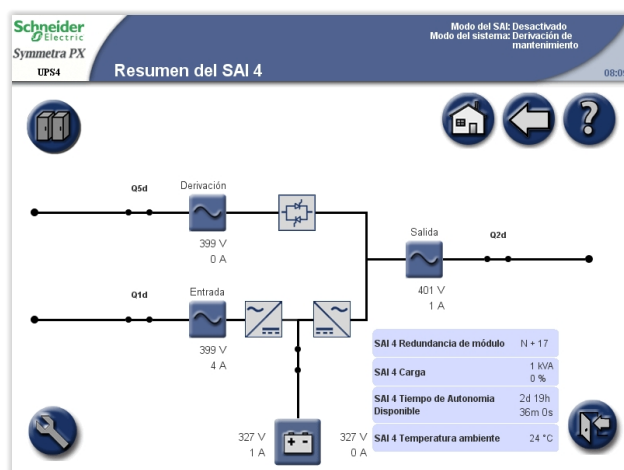 Schneider
Electric
Symmetra PX
UPS4
Resumen del SAI 4
Modo del SAI: Desactivado
Modo del sistema: Derivación de
mantenimiento
?
Q5d
Derivación
399 V
0 A
Salida
Q2d
401 V
1 A
Q1d
Entrada
399 V
4 A
SAI 4 Redundancia de módulo N + 17
SAI 4 Carga 1 kVA
0 %
SAI 4 Tiempo de Autonomia
Disponible 2d 19h
36m 0s
SAI 4 Temperatura ambiente 24 °C
327 V
1 A
327 V
0 A